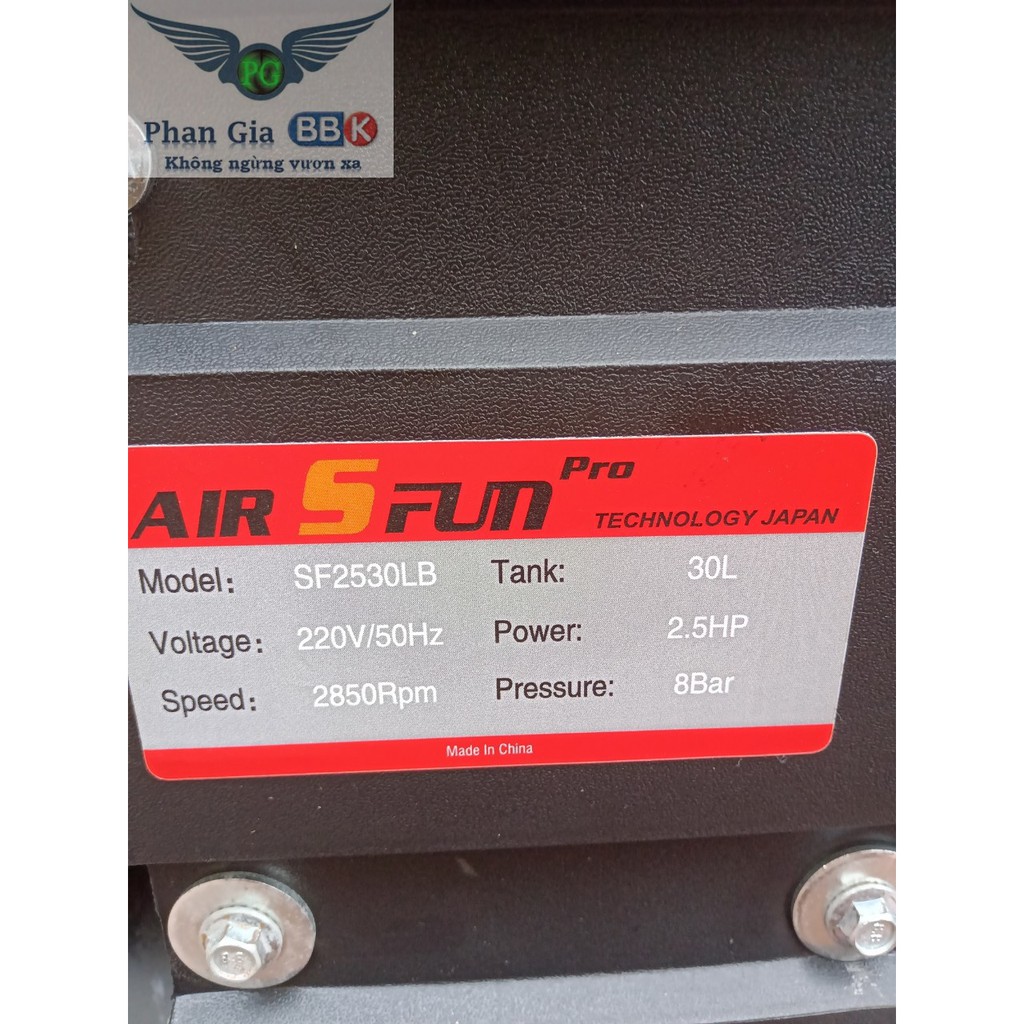 PG
Phan Gia BBK
Không ngừng vươn xa
AIR S FUN Pro
TECHNOLOGY JAPAN
Model: SF2530LB Tank: 30L
Voltage: 220V/50Hz Power: 2.5HP
Speed: 2850Rpm Pressure: 8Bar
Made In China